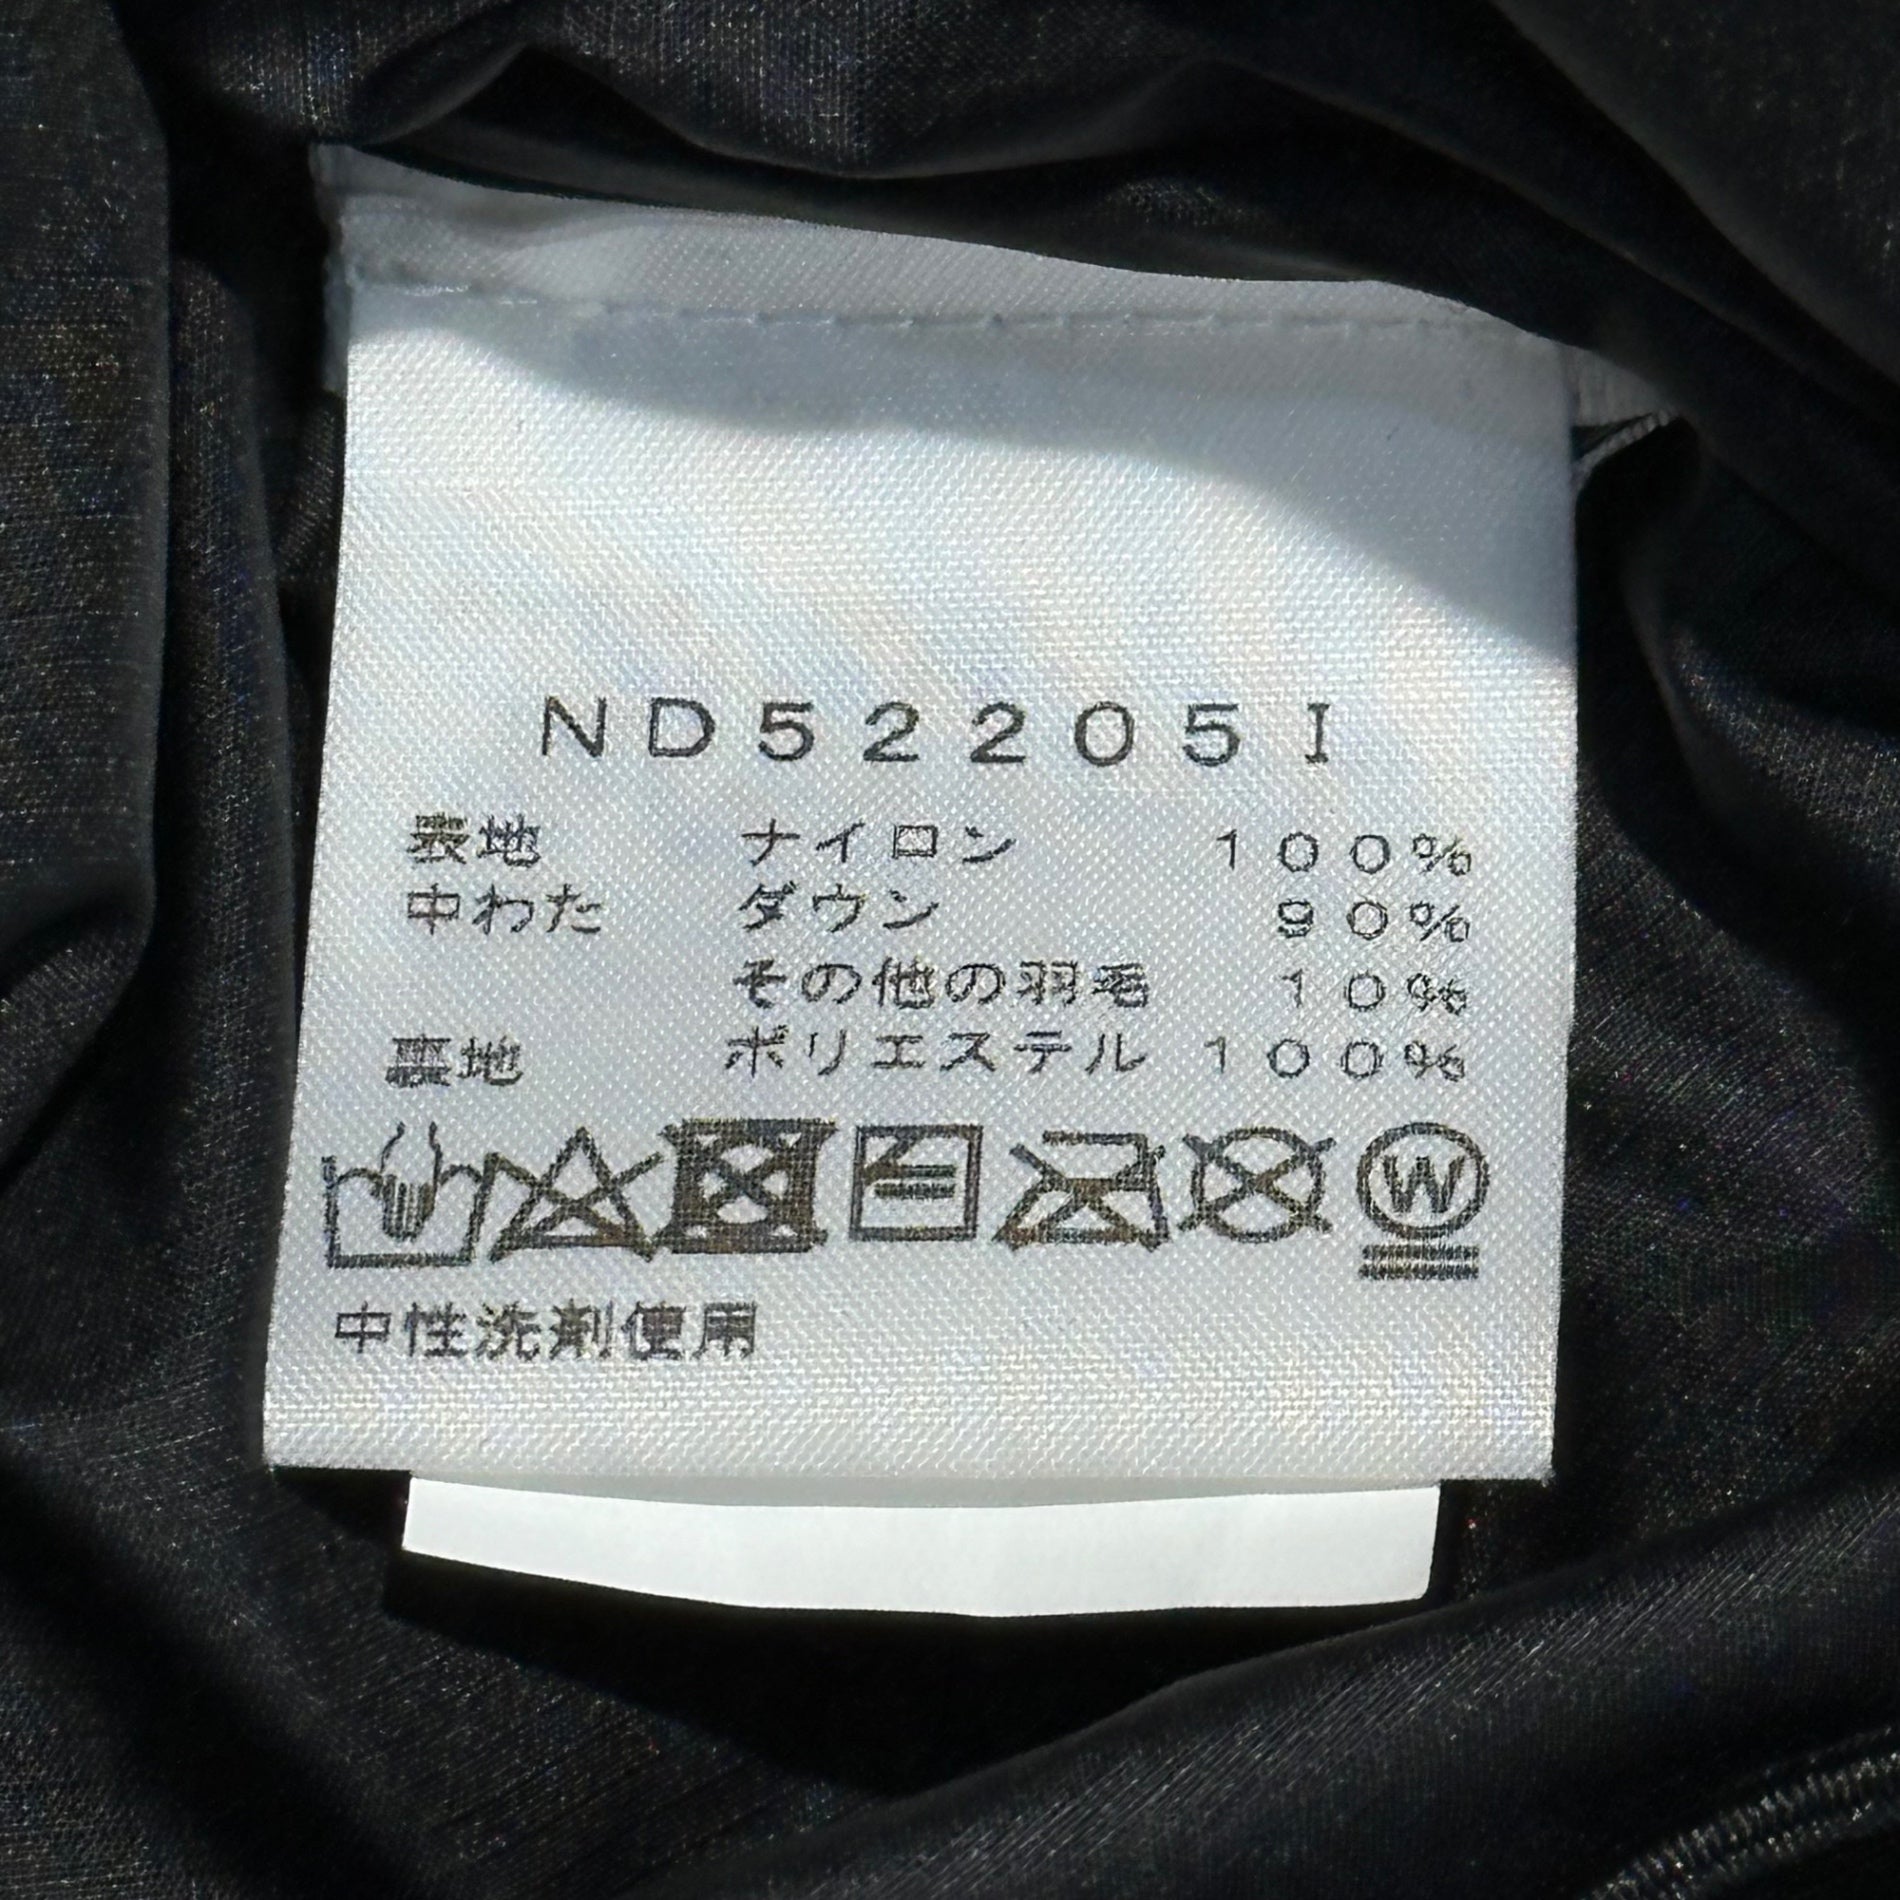 ND52205I
表地 ナイロン 100%
中わた ダウン 90%
その他の羽毛 10%
裏地 ポリエステル 100%
W
中性洗剤使用